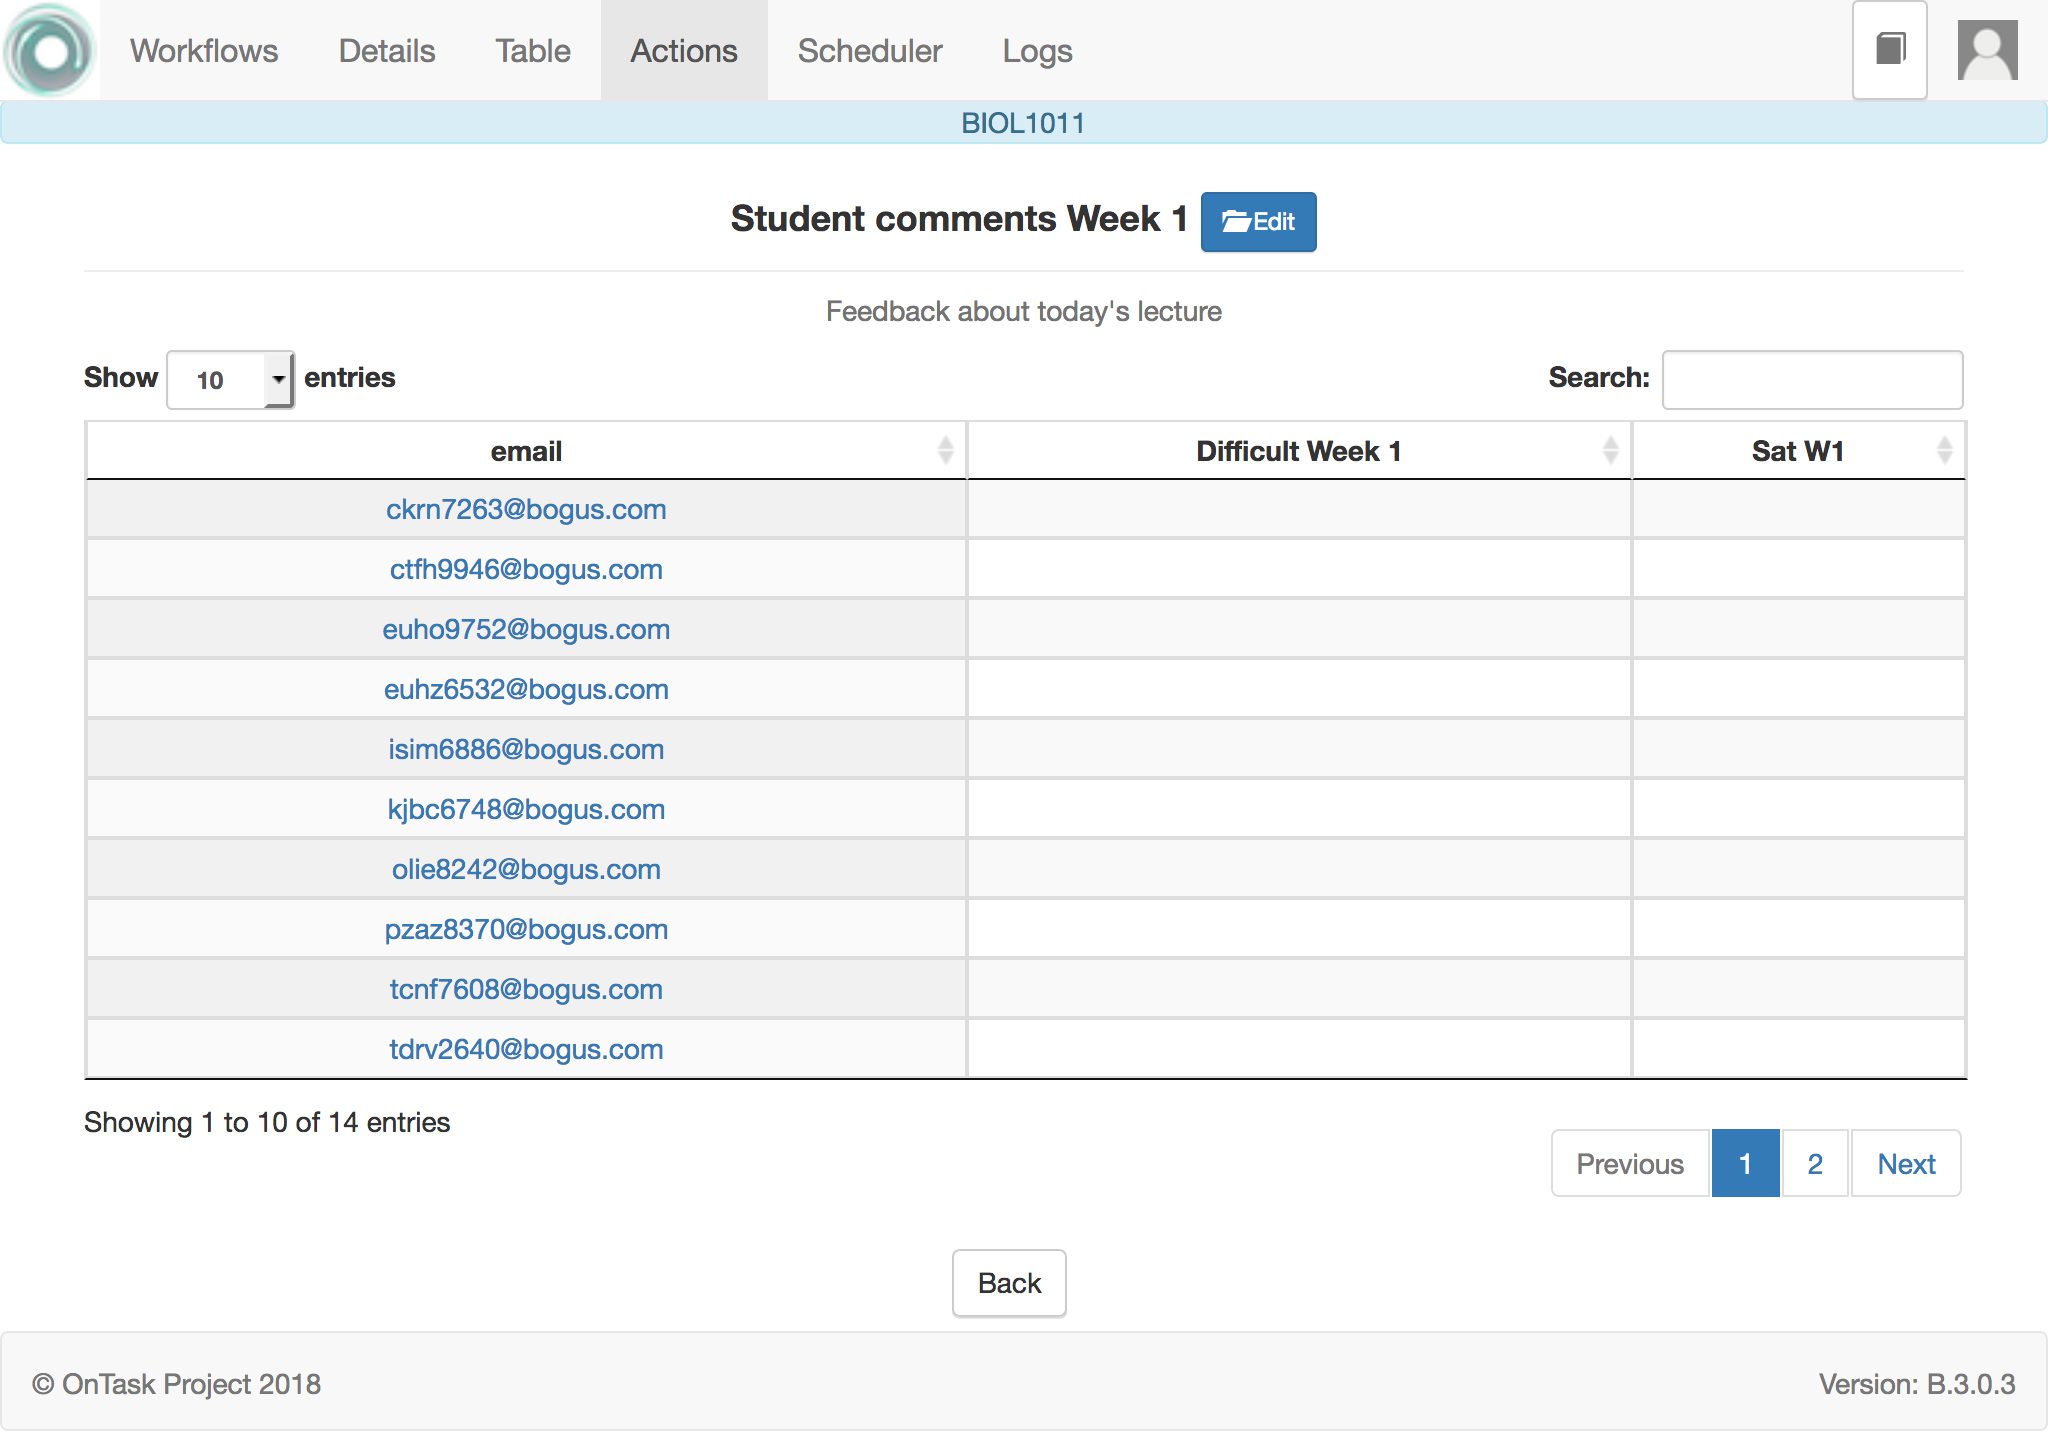 Workflows Details Table Actions Scheduler Logs
BIOL1011
Student comments Week 1 Edit
Feedback about today's lecture
Show 10 entries Search:
email Difficult Week 1 Sat W1
ckrn7263@bogus.com
ctfh9946@bogus.com
euho9752@bogus.com
euhz6532@bogus.com
isim6886@bogus.com
kjbc6748@bogus.com
olie8242@bogus.com
pzaz8370@bogus.com
tcnf7608@bogus.com
tdrv2640@bogus.com
Showing 1 to 10 of 14 entries
Previous 1 2 Next
Back
© OnTask Project 2018 Version: B.3.0.3